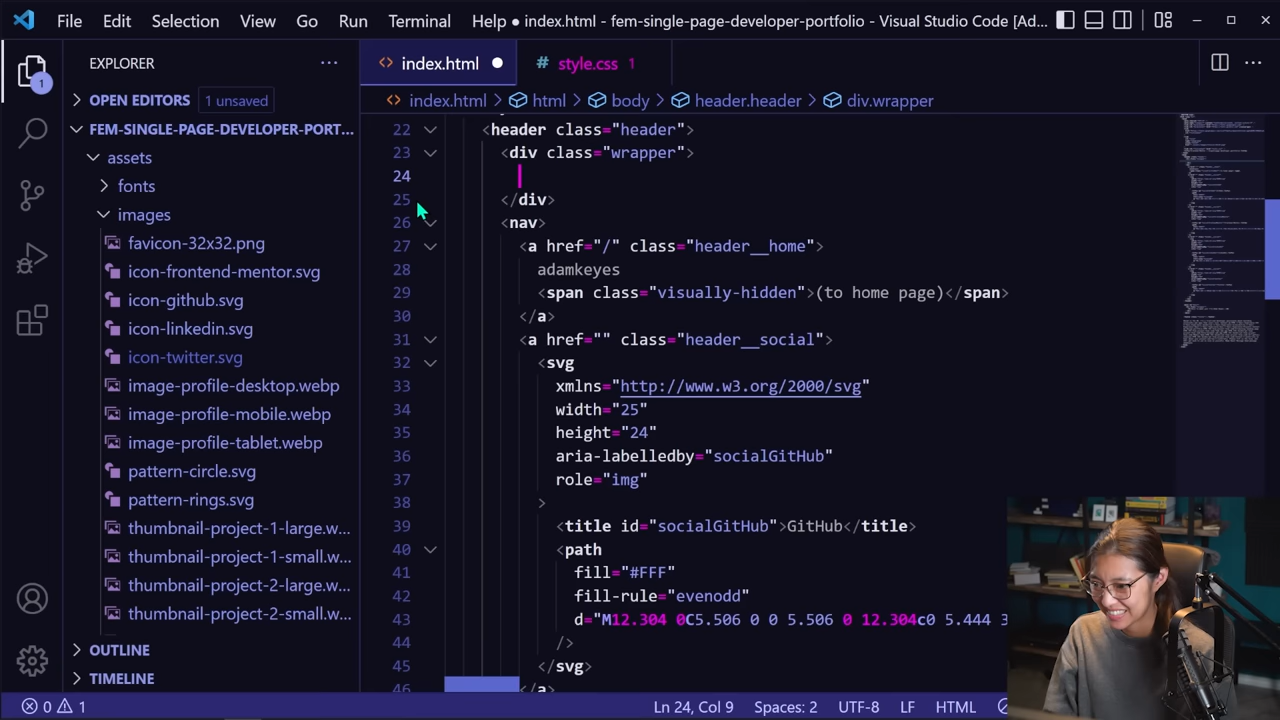 File Edit Selection View Go Run Terminal Help ● index.html - fem-single-page-developer-portfolio - Visual Studio Code [Ad...
EXPLORER
1
OPEN EDITORS 1 unsaved
FEM-SINGLE-PAGE-DEVELOPER-PORT...
assets
fonts
images
favicon-32x32.png
icon-frontend-mentor.svg
icon-github.svg
icon-linkedin.svg
icon-twitter.svg
image-profile-desktop.webp
image-profile-mobile.webp
image-profile-tablet.webp
pattern-circle.svg
pattern-rings.svg
thumbnail-project-1-large.w...
thumbnail-project-1-small.w...
thumbnail-project-2-large.w...
thumbnail-project-2-small.w...
OUTLINE
TIMELINE
<> index.html ● # style.css 1
<> index.html > html > body > header.header > div.wrapper
22 <header class="header">
23 <div class="wrapper">
24
25 </div>
26 <nav>
27 <a href="/" class="header__home">
28 adamkeyes
29 <span class="visually-hidden">(to home page)</span>
30 </a>
31 <a href="" class="header__social">
32 <svg
33 xmlns="http://www.w3.org/2000/svg"
34 width="25"
35 height="24"
36 aria-labelledby="socialGitHub"
37 role="img"
38 >
39 <title id="socialGitHub">GitHub</title>
40 <path
41 fill="#FFF"
42 fill-rule="evenodd"
43 d="M12.304 0C5.506 0 0 5.506 0 12.304c0 5.444 3
44 />
45 </svg>
46 </a>
0 1 Ln 24, Col 9 Spaces: 2 UTF-8 LF HTML